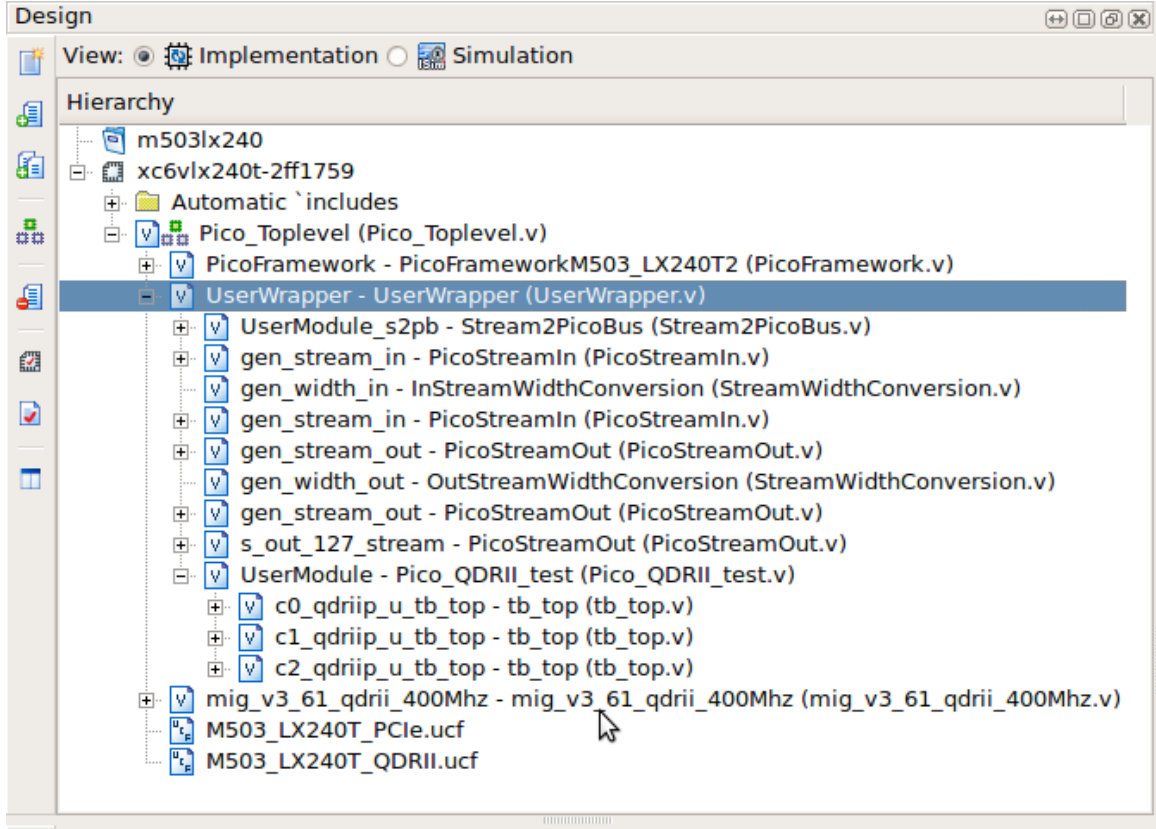 Design
View: Implementation Simulation
Hierarchy
m503lx240
xc6vlx240t-2ff1759
Automatic `includes
Pico_Toplevel (Pico_Toplevel.v)
PicoFramework - PicoFrameworkM503_LX240T2 (PicoFramework.v)
UserWrapper - UserWrapper (UserWrapper.v)
UserModule_s2pb - Stream2PicoBus (Stream2PicoBus.v)
gen_stream_in - PicoStreamIn (PicoStreamIn.v)
gen_width_in - InStreamWidthConversion (StreamWidthConversion.v)
gen_stream_in - PicoStreamIn (PicoStreamIn.v)
gen_stream_out - PicoStreamOut (PicoStreamOut.v)
gen_width_out - OutStreamWidthConversion (StreamWidthConversion.v)
gen_stream_out - PicoStreamOut (PicoStreamOut.v)
s_out_127_stream - PicoStreamOut (PicoStreamOut.v)
UserModule - Pico_QDRII_test (Pico_QDRII_test.v)
c0_qdriip_u_tb_top - tb_top (tb_top.v)
c1_qdriip_u_tb_top - tb_top (tb_top.v)
c2_qdriip_u_tb_top - tb_top (tb_top.v)
mig_v3_61_qdrii_400Mhz - mig_v3_61_qdrii_400Mhz (mig_v3_61_qdrii_400Mhz.v)
M503_LX240T_PCIe.ucf
M503_LX240T_QDRII.ucf